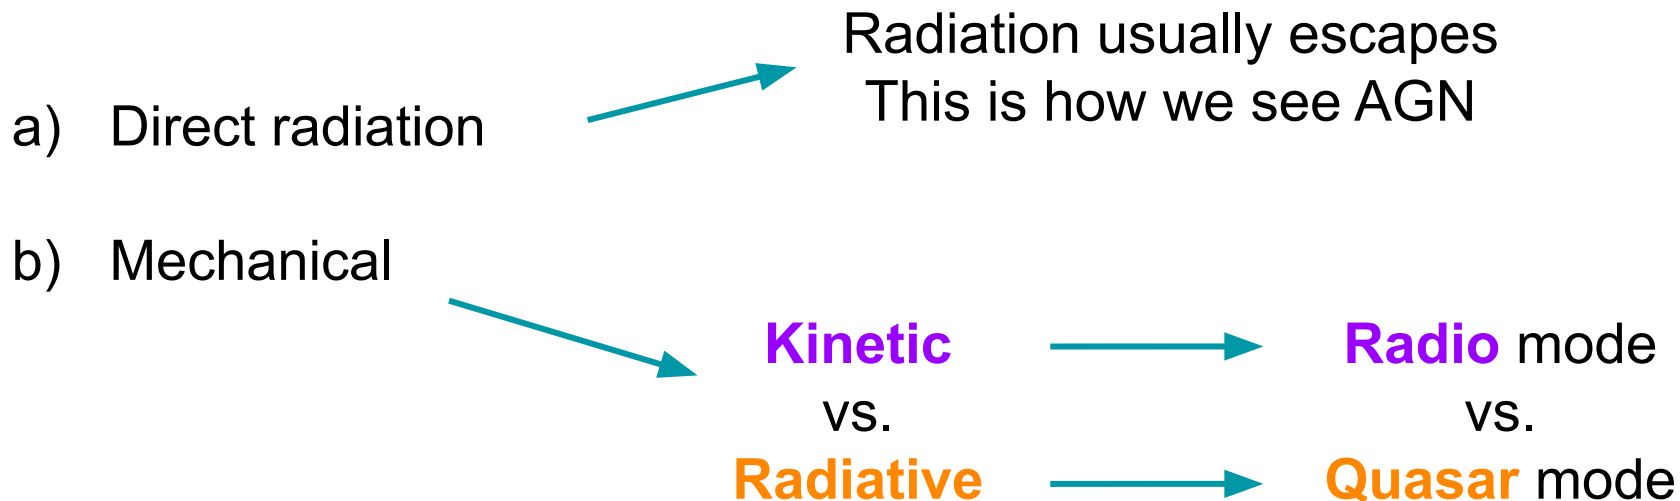 Radiation usually escapes
This is how we see AGN
a) Direct radiation
b) Mechanical
Kinetic
Radio mode
vs.
vs.
Radiative
Quasar mode